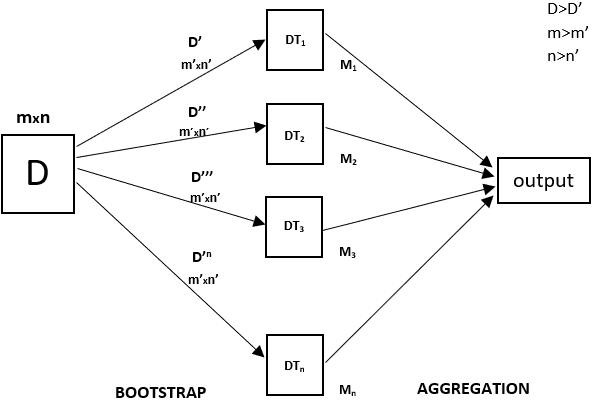 D>D’
m>m’
n>n’
D’
m’xn’
DT1
M1
mxn
D
D’’
m’xn’
DT2
M2
output
D’’’
m’xn’
DT3
M3
D’ⁿ
m’xn’
DTn
Mn
BOOTSTRAP
AGGREGATION